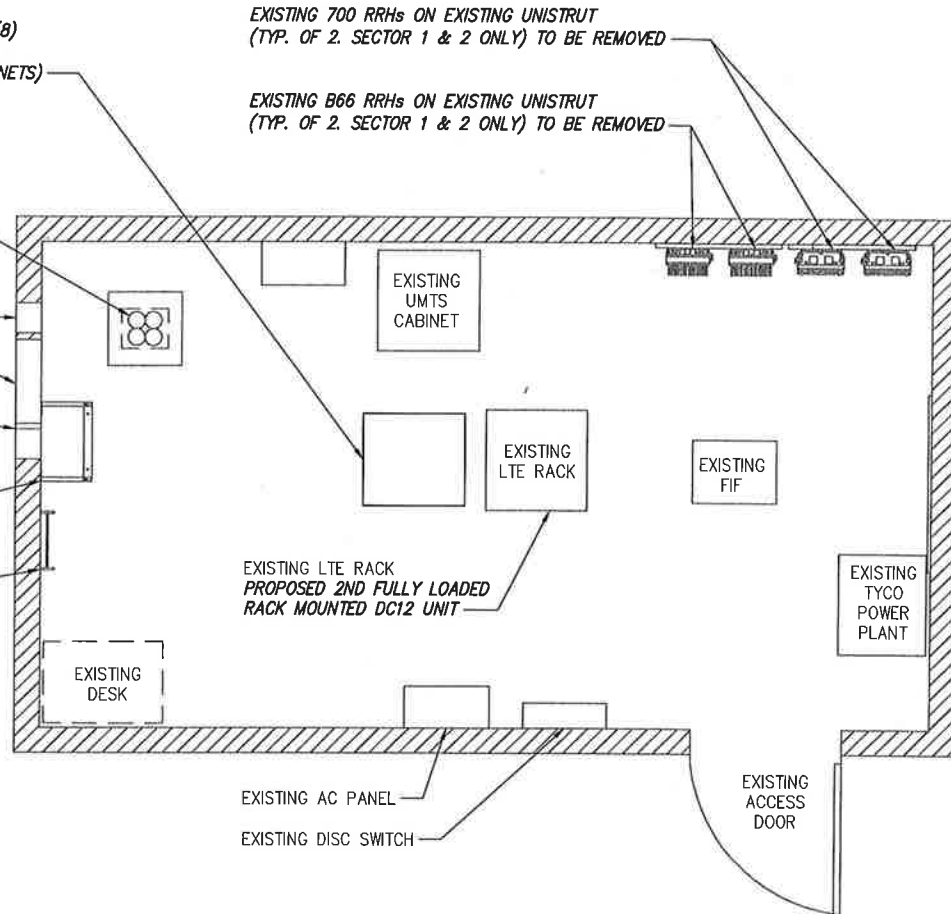 8)
NETS)
EXISTING 700 RRHs ON EXISTING UNISTRUT
(TYP. OF 2. SECTOR 1 & 2 ONLY) TO BE REMOVED
EXISTING B66 RRHs ON EXISTING UNISTRUT
(TYP. OF 2. SECTOR 1 & 2 ONLY) TO BE REMOVED
EXISTING
UMTS
CABINET
EXISTING
LTE RACK
EXISTING
FIF
EXISTING LTE RACK
PROPOSED 2ND FULLY LOADED
RACK MOUNTED DC12 UNIT
EXISTING
TYCO
POWER
PLANT
EXISTING
DESK
EXISTING AC PANEL
EXISTING DISC SWITCH
EXISTING
ACCESS
DOOR